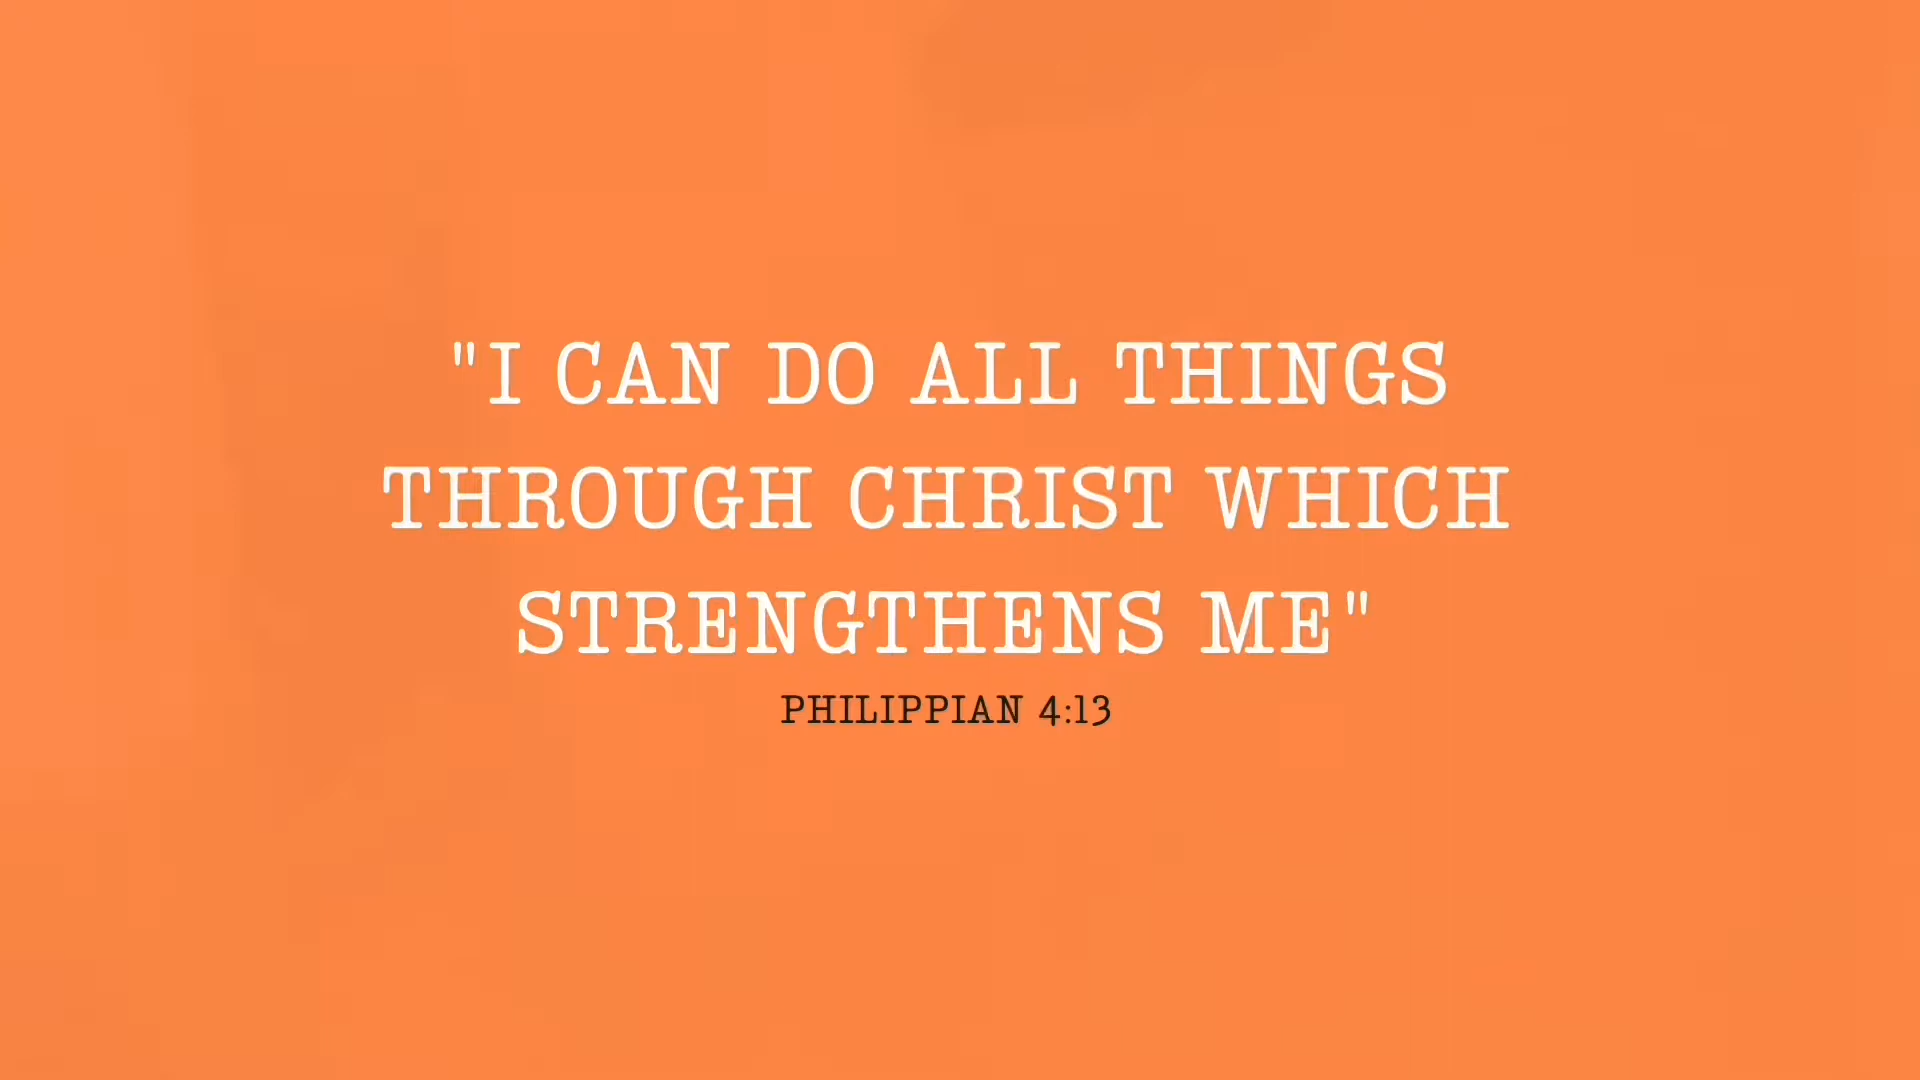 "I CAN DO ALL THINGS
THROUGH CHRIST WHICH
STRENGTHENS ME"
PHILIPPIAN 4:13